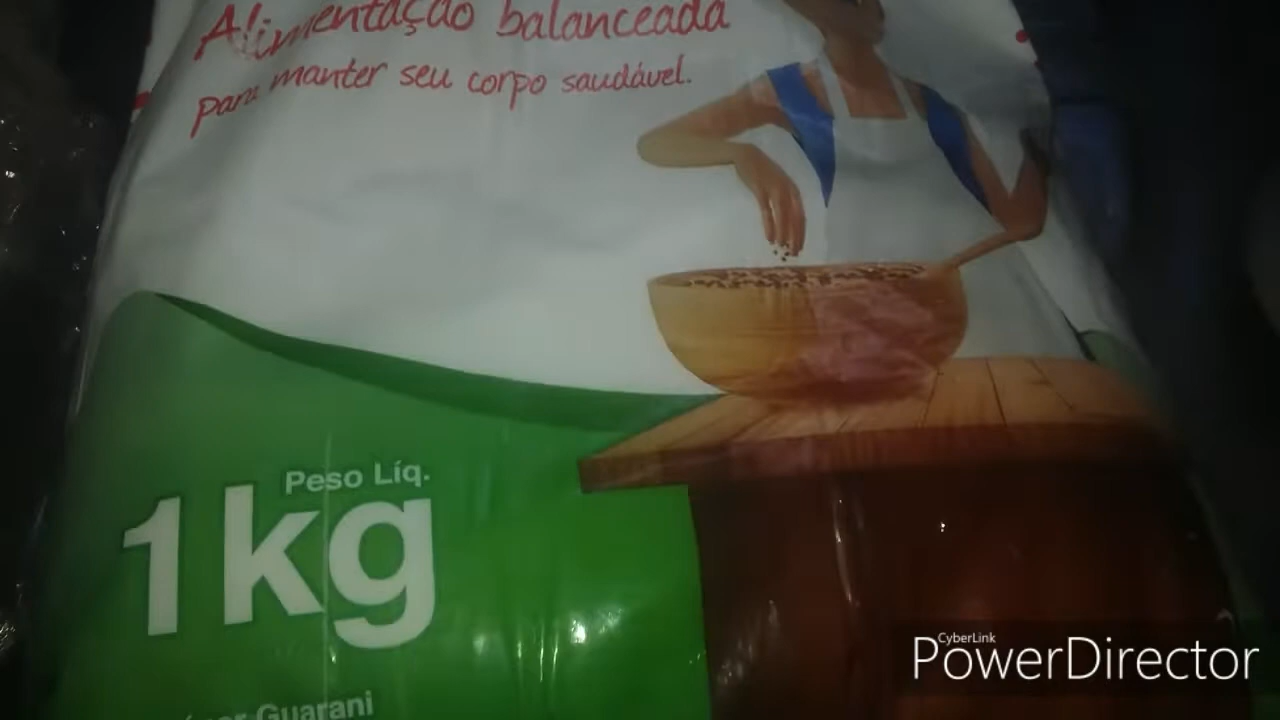 Alimentação balanceada
para manter seu corpo saudável.
Peso Líq.
1kg
Guarani
CyberLink
PowerDirector